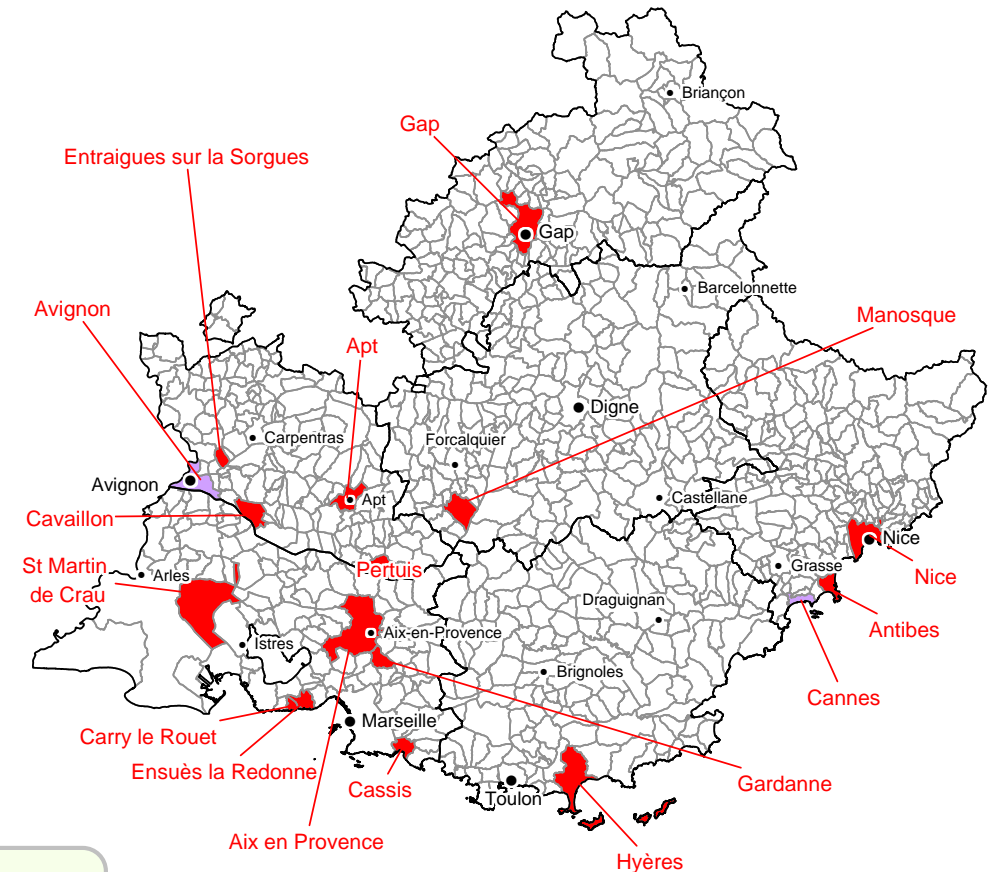 Briançon
Gap
Entraigues sur la Sorgues
Gap
Barcelonnette
Avignon
Manosque
Apt
Digne
Carpentras
Forcalquier
Avignon
Apt
Castellane
Cavaillon
Nice
St Martin
de Crau
Arles
Pertuis
Grasse
Nice
Draguignan
Antibes
Aix-en-Provence
Istres
Brignoles
Cannes
Marseille
Carry le Rouet
Ensuès la Redonne
Gardanne
Cassis
Toulon
Aix en Provence
Hyères